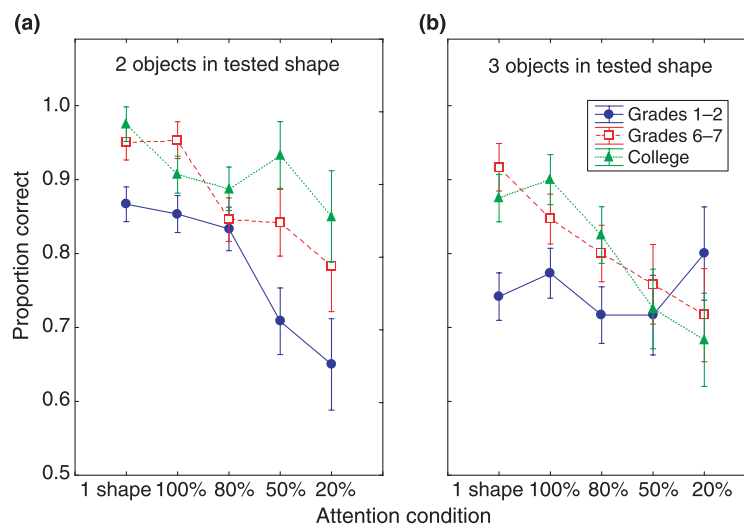 (a)
(b)
2 objects in tested shape
3 objects in tested shape
Grades 1–2
Grades 6–7
College
Proportion correct
1.0
0.9
0.8
0.7
0.6
0.5
1 shape 100% 80% 50% 20%
1 shape 100% 80% 50% 20%
Attention condition